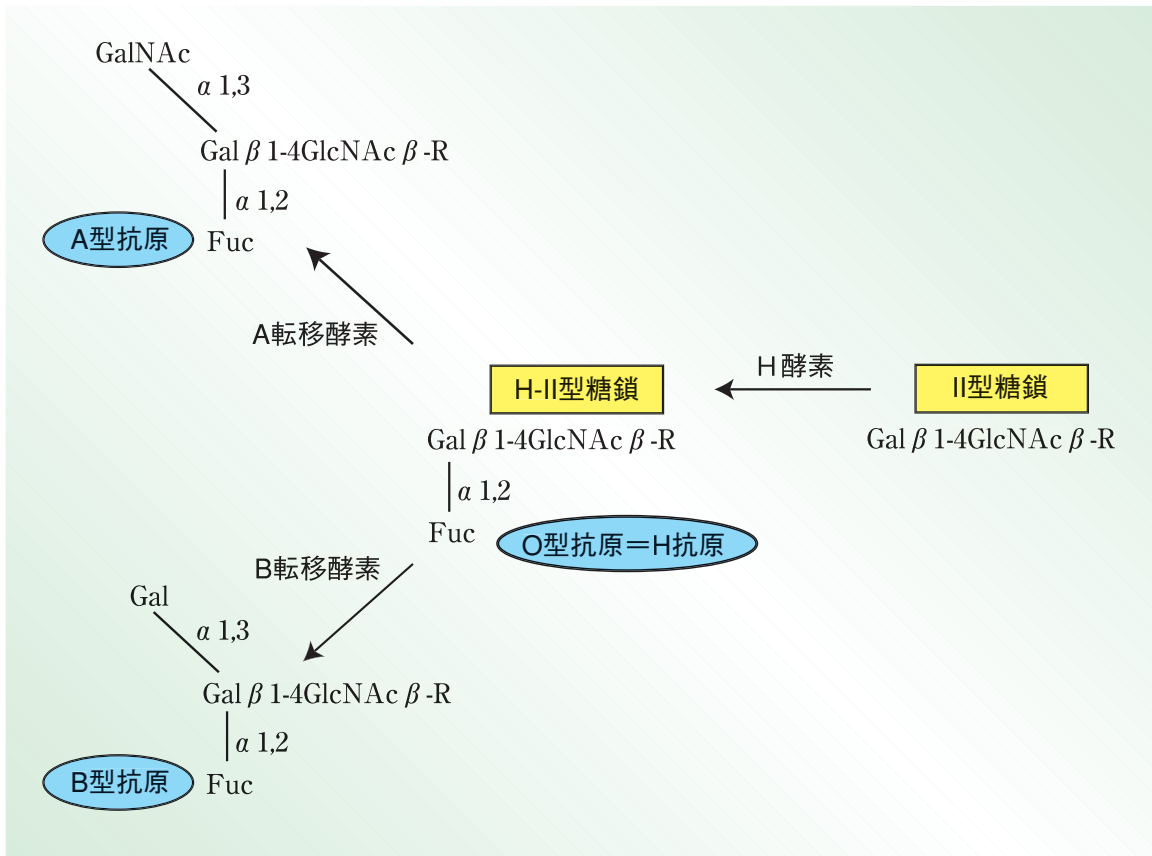 GalNAc
α 1,3
Gal β 1-4GlcNAc β -R
α 1,2
A型抗原 Fuc
A転移酵素
H酵素
H-II型糖鎖
II型糖鎖
Gal β 1-4GlcNAc β -R
Gal β 1-4GlcNAc β -R
α 1,2
Fuc
O型抗原＝H抗原
B転移酵素
Gal
α 1,3
Gal β 1-4GlcNAc β -R
α 1,2
B型抗原 Fuc